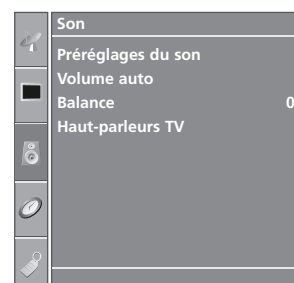 Son
Préréglages du son
Volume auto
Balance 0
Haut-parleurs TV